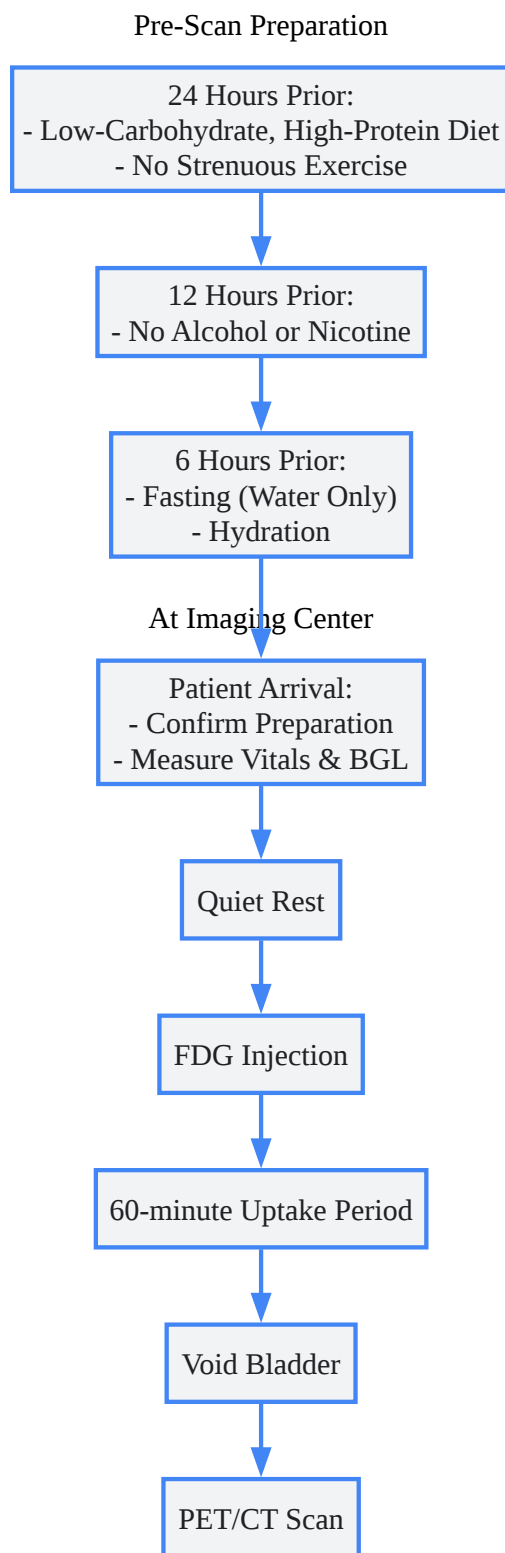 Pre-Scan Preparation
24 Hours Prior:
- Low-Carbohydrate, High-Protein Diet
- No Strenuous Exercise
12 Hours Prior:
- No Alcohol or Nicotine
6 Hours Prior:
- Fasting (Water Only)
- Hydration
At Imaging Center
Patient Arrival:
- Confirm Preparation
- Measure Vitals & BGL
Quiet Rest
FDG Injection
60-minute Uptake Period
Void Bladder
PET/CT Scan